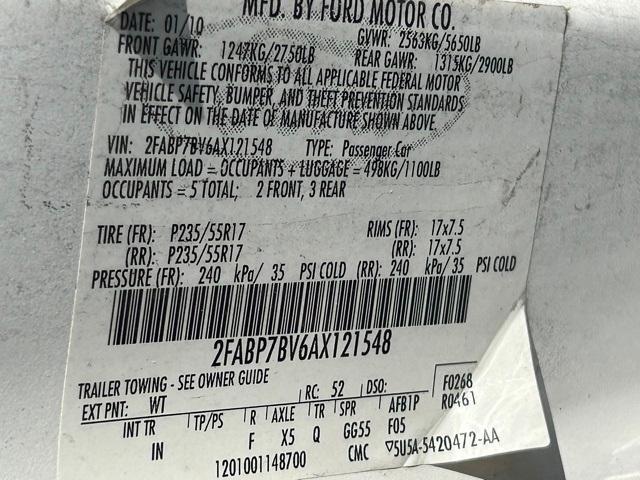 MFD. BY FORD MOTOR CO.
DATE: 01/10 GVWR: 2563KG/5650LB
FRONT GAWR: 1247KG/2750LB REAR GAWR: 1315KG/2900LB
THIS VEHICLE CONFORMS TO ALL APPLICABLE FEDERAL MOTOR
VEHICLE SAFETY, BUMPER, AND THEFT PREVENTION STANDARDS
IN EFFECT ON THE DATE OF MANUFACTURE SHOWN ABOVE.
VIN: 2FABP7BV6AX121548 TYPE: Passenger Car
MAXIMUM LOAD = OCCUPANTS + LUGGAGE = 498KG/1100LB
OCCUPANTS = 5 TOTAL; 2 FRONT, 3 REAR
TIRE (FR): P235/55R17 RIMS (FR): 17x7.5
(RR): P235/55R17 (RR): 17x7.5
PRESSURE (FR): 240 kPa/ 35 PSI COLD (RR): 240 kPa/ 35 PSI COLD
2FABP7BV6AX121548
TRAILER TOWING - SEE OWNER GUIDE
EXT PNT: WT RC: 52 DSO: F0268
R0461
INT TR TP/PS R AXLE TR SPR AFB1P
IN F X5 Q GG55 F05
1201001148700 CMC 5U5A-5420472-AA